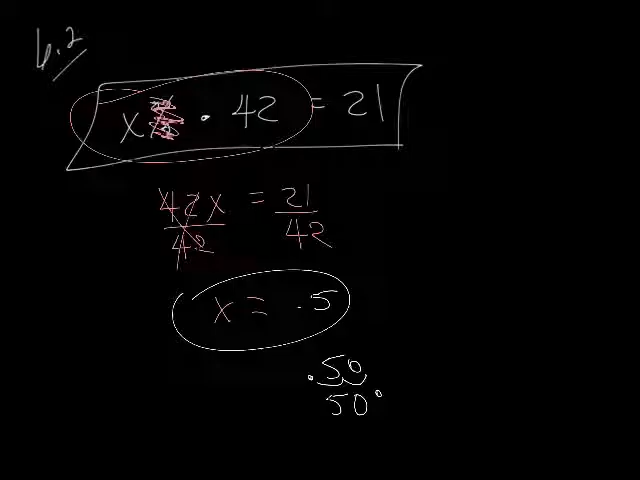 6.2
x · 42 = 21
42x/42 = 21/42
x = .5
.50
50.